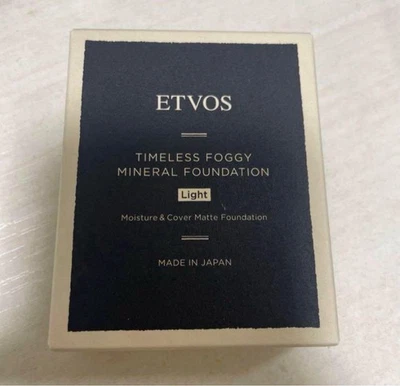 ETVOS
TIMELESS FOGGY
MINERAL FOUNDATION
Light
Moisture & Cover Matte Foundation
MADE IN JAPAN